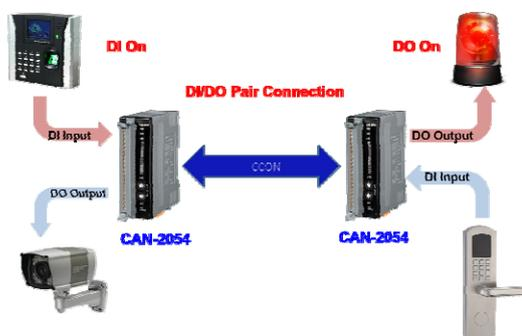 DI On
DO On
DI/DO Pair Connection
DI Input
DO Output
CCON
DO Output
DI Input
CAN-2054
CAN-2054